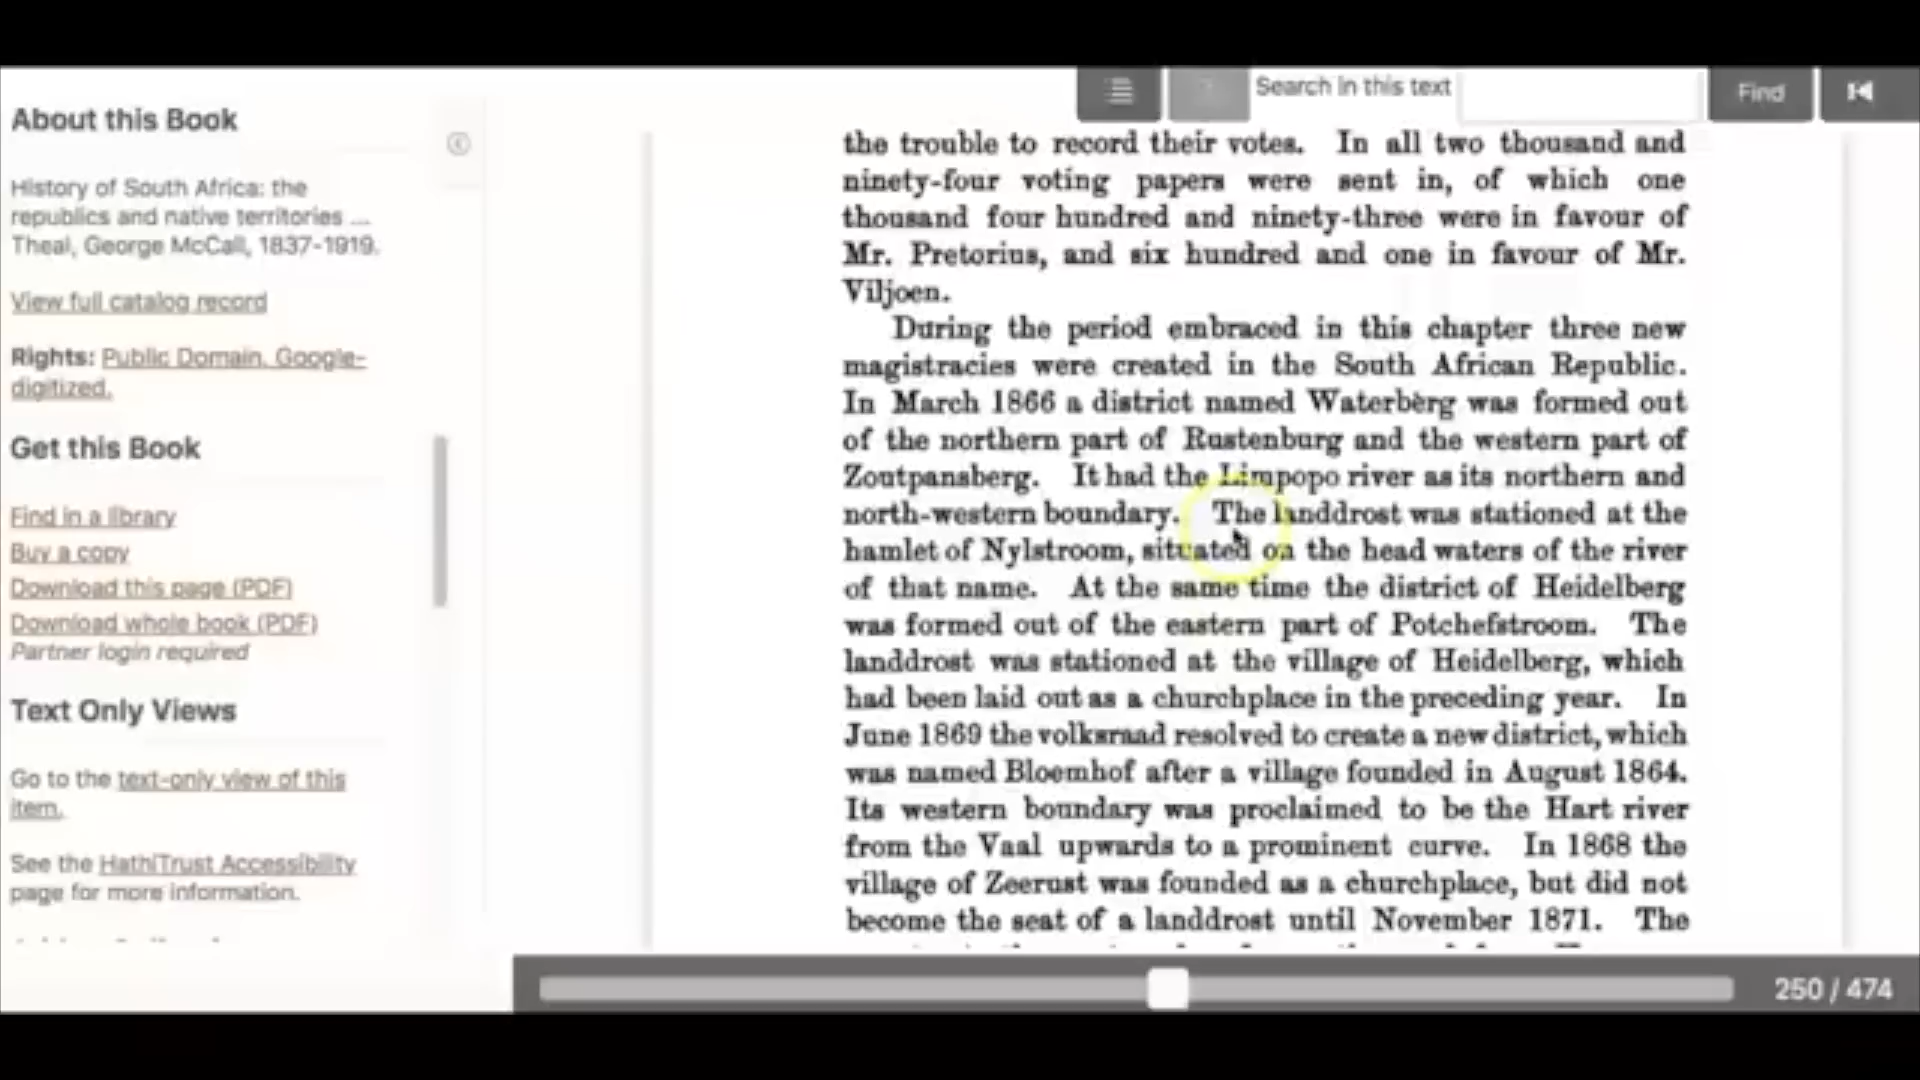 Search in this text
Find
About this Book
History of South Africa: the
republics and native territories ...
Theal, George McCall, 1837-1919.
View full catalog record
Rights: Public Domain, Google-
digitized.
Get this Book
Find in a library
Buy a copy
Download this page (PDF)
Download whole book (PDF)
Partner login required
Text Only Views
Go to the text-only view of this
item.
See the HathiTrust Accessibility
page for more information.
the trouble to record their votes. In all two thousand and
ninety-four voting papers were sent in, of which one
thousand four hundred and ninety-three were in favour of
Mr. Pretorius, and six hundred and one in favour of Mr.
Viljoen.
During the period embraced in this chapter three new
magistracies were created in the South African Republic.
In March 1866 a district named Waterberg was formed out
of the northern part of Rustenburg and the western part of
Zoutpansberg. It had the Limpopo river as its northern and
north-western boundary. The landdrost was stationed at the
hamlet of Nylstroom, situated on the head waters of the river
of that name. At the same time the district of Heidelberg
was formed out of the eastern part of Potchefstroom. The
landdrost was stationed at the village of Heidelberg, which
had been laid out as a churchplace in the preceding year. In
June 1869 the volksraad resolved to create a new district, which
was named Bloemhof after a village founded in August 1864.
Its western boundary was proclaimed to be the Hart river
from the Vaal upwards to a prominent curve. In 1868 the
village of Zeerust was founded as a churchplace, but did not
become the seat of a landdrost until November 1871. The
250 / 474